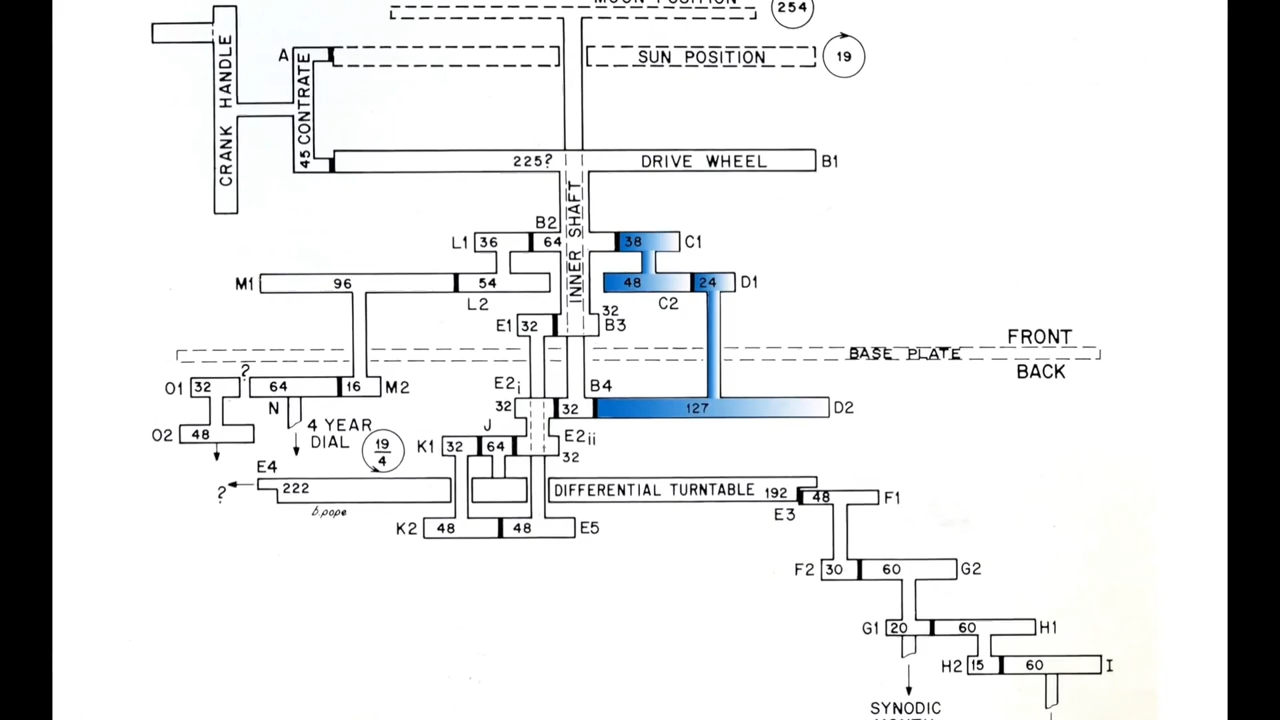 MOON POSITION
254
A
SUN POSITION
19
CRANK HANDLE
45 CONTRATE
225?
DRIVE WHEEL
B1
INNER SHAFT
B2
L1
36
64
38
C1
M1
96
54
48
24
D1
L2
C2
32
E1
32
B3
FRONT
BASE PLATE
BACK
?
O1
32
64
16
M2
E2i
B4
32
32
127
D2
N
4 YEAR
DIAL
19
4
O2
48
J
K1
32
64
E2ii
32
E4
?
222
DIFFERENTIAL TURNTABLE
192
48
F1
b.pope
E3
K2
48
48
E5
F2
30
60
G2
G1
20
60
H1
H2
15
60
I
SYNODIC
MONTH